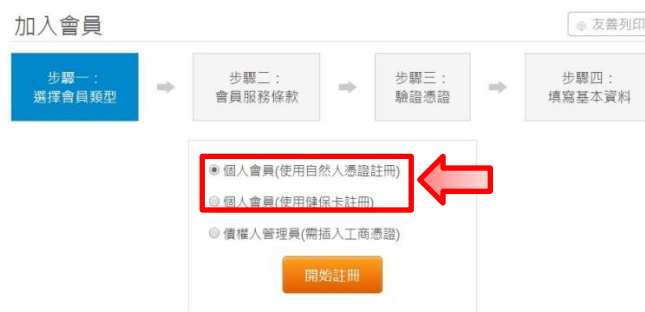 加入會員
友善列印
步驟一：
選擇會員類型
步驟二：
會員服務條款
步驟三：
驗證憑證
步驟四：
填寫基本資料
個人會員(使用自然人憑證註冊)
個人會員(使用健保卡註冊)
債權人管理員(需插入工商憑證)
開始註冊